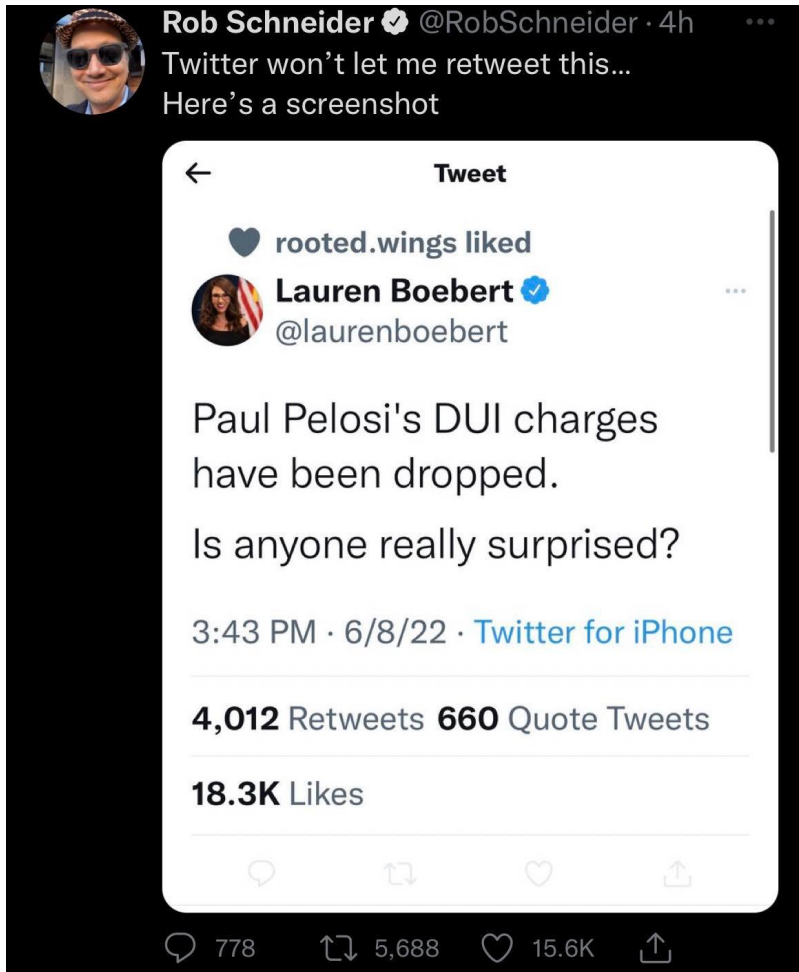 Rob Schneider @RobSchneider · 4h
Twitter won’t let me retweet this...
Here’s a screenshot
Tweet
rooted.wings liked
Lauren Boebert
@laurenboebert
Paul Pelosi's DUI charges
have been dropped.
Is anyone really surprised?
3:43 PM · 6/8/22 · Twitter for iPhone
4,012 Retweets 660 Quote Tweets
18.3K Likes
778 5,688 15.6K